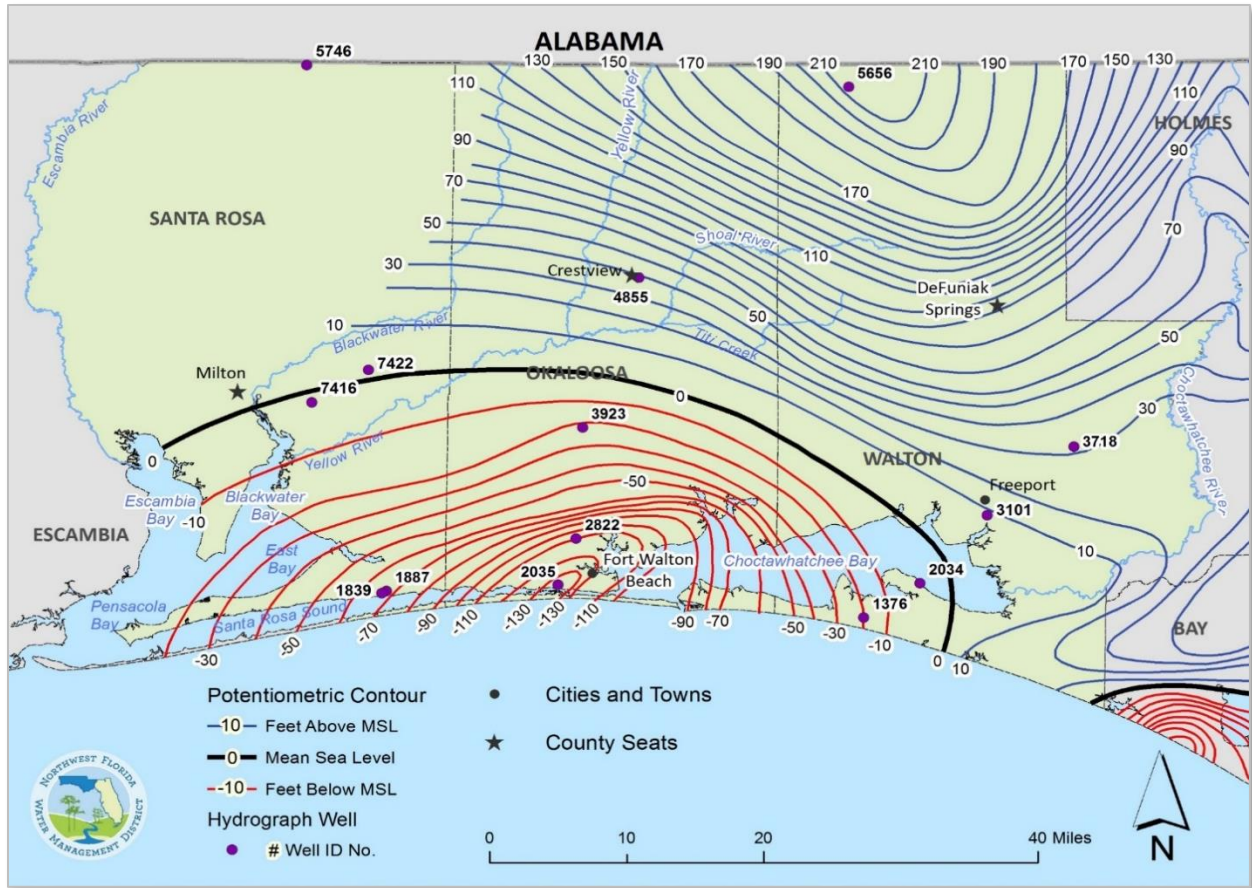 ALABAMA
5746
130 150 170 190 210 210 190 170 150 130
5656
110
110
HOLMES
Escambia River
Yellow River
90
90
70
170
SANTA ROSA
50
70
Shoal River
110
30
Crestview
4855
DeFuniak
Springs
50
50
10
Blackwater River
Titi Creek
7422
Milton
OKALOOSA
0
30
Choctawhatchee River
7416
3923
3718
Yellow River
WALTON
0
-50
Freeport
Escambia
Bay
Blackwater
Bay
-10
3101
ESCAMBIA
2822
10
East
Bay
Fort Walton
Beach
Choctawhatchee Bay
2035
2034
1839
1887
1376
Pensacola
Bay
Santa Rosa Sound
BAY
-30 -50 -70 -90 -110 -130 -130 -110 -90 -70 -50 -30 -10 0 10
Potentiometric Contour
10 Feet Above MSL
0 Mean Sea Level
-10 Feet Below MSL
Hydrograph Well
# Well ID No.
Cities and Towns
County Seats
NORTHWEST FLORIDA
WATER MANAGEMENT DISTRICT
0 10 20 40 Miles
N